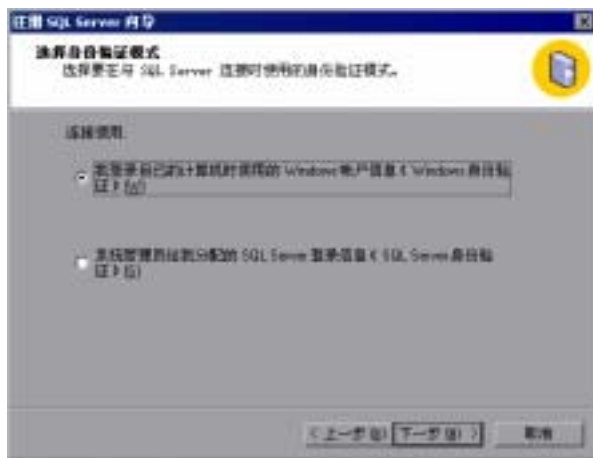 注册 SQL Server 向导
选择身份验证模式
选择要在与 SQL Server 连接时使用的身份验证模式。
连接使用
我登录自己的计算机时使用的 Windows 帐户信息 ( Windows 身份验
证 ) (W)
系统管理员给我分配的 SQL Server 登录信息 ( SQL Server 身份验
证 ) (S)
< 上一步 (B)
下一步 (N) >
取消